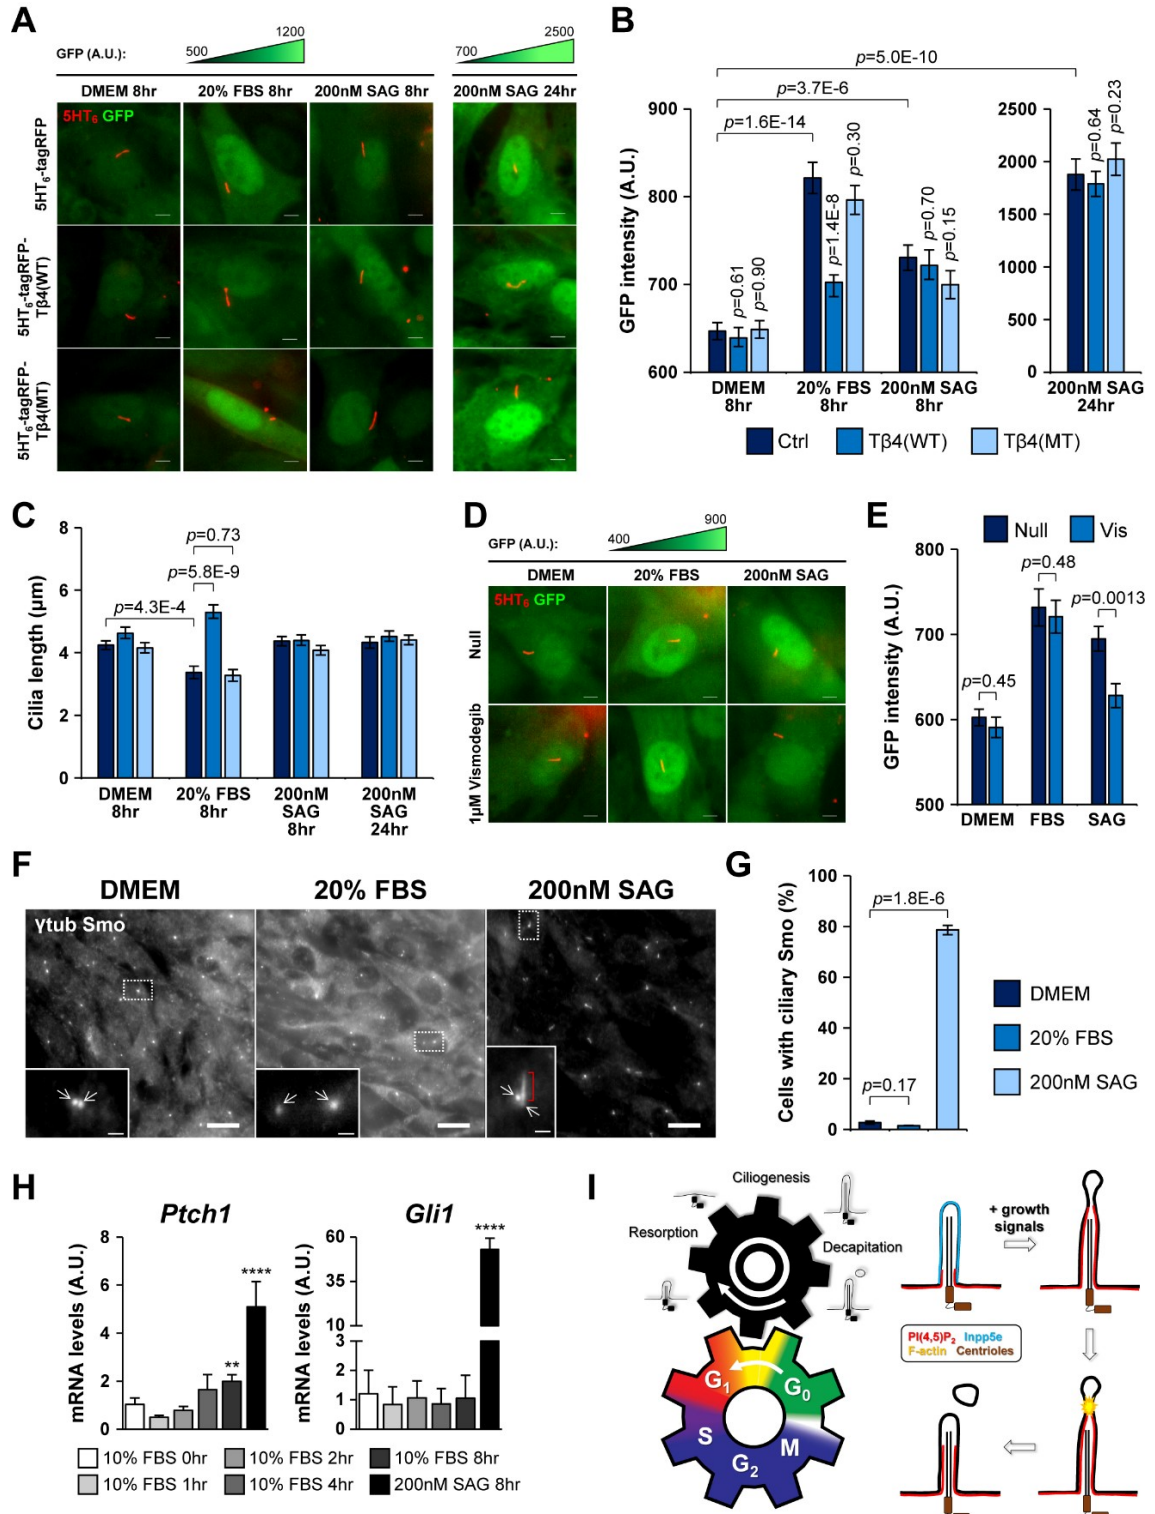 A
GFP (A.U.):
500
1200
700
2500
DMEM 8hr
20% FBS 8hr
200nM SAG 8hr
200nM SAG 24hr
5HT6 GFP
5HT6-tagRFP
5HT6-tagRFP-
Tβ4(WT)
5HT6-tagRFP-
Tβ4(MT)
B
p=5.0E-10
p=3.7E-6
p=1.6E-14
p=0.61
p=0.90
p=1.4E-8
p=0.30
p=0.70
p=0.15
p=0.64
p=0.23
GFP intensity (A.U.)
900
800
700
600
2500
2000
1500
1000
500
0
DMEM
8hr
20% FBS
8hr
200nM SAG
8hr
200nM SAG
24hr
Ctrl
Tβ4(WT)
Tβ4(MT)
C
Cilia length (µm)
8
6
4
2
0
p=0.73
p=5.8E-9
p=4.3E-4
DMEM
8hr
20% FBS
8hr
200nM
SAG
8hr
200nM
SAG
24hr
D
GFP (A.U.):
400
900
DMEM
20% FBS
200nM SAG
5HT6 GFP
Null
1µM Vismodegib
E
Null
Vis
GFP intensity (A.U.)
800
700
600
500
p=0.48
p=0.0013
p=0.45
DMEM
FBS
SAG
F
DMEM
20% FBS
200nM SAG
γtub Smo
G
Cells with ciliary Smo (%)
100
80
60
40
20
0
p=1.8E-6
p=0.17
DMEM
20% FBS
200nM SAG
H
Ptch1
mRNA levels (A.U.)
8
6
4
2
0
**
****
Gli1
mRNA levels (A.U.)
60
35
10
3
2
1
0
****
10% FBS 0hr
10% FBS 2hr
10% FBS 8hr
10% FBS 1hr
10% FBS 4hr
200nM SAG 8hr
I
Ciliogenesis
Resorption
Decapitation
G1
G0
S
M
G2
+ growth
signals
PI(4,5)P2
Inpp5e
F-actin
Centrioles